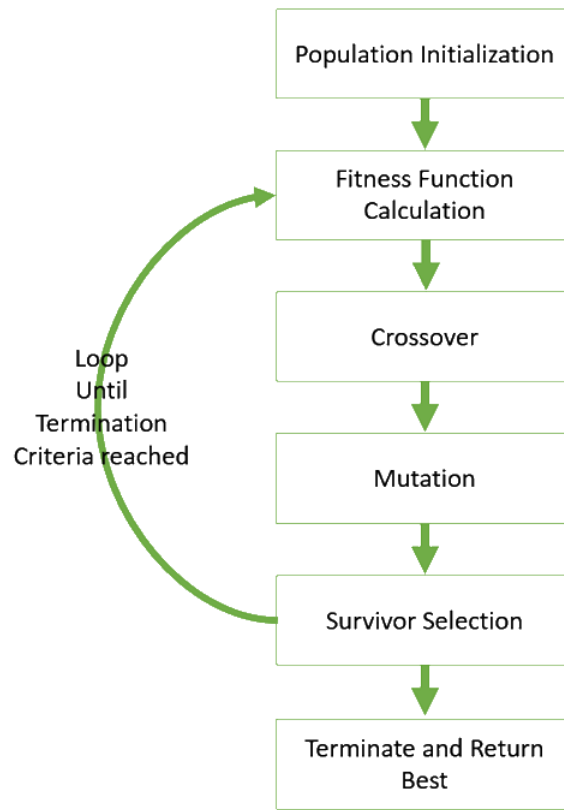 Population Initialization
Fitness Function
Calculation
Crossover
Loop
Until
Termination
Criteria reached
Mutation
Survivor Selection
Terminate and Return
Best